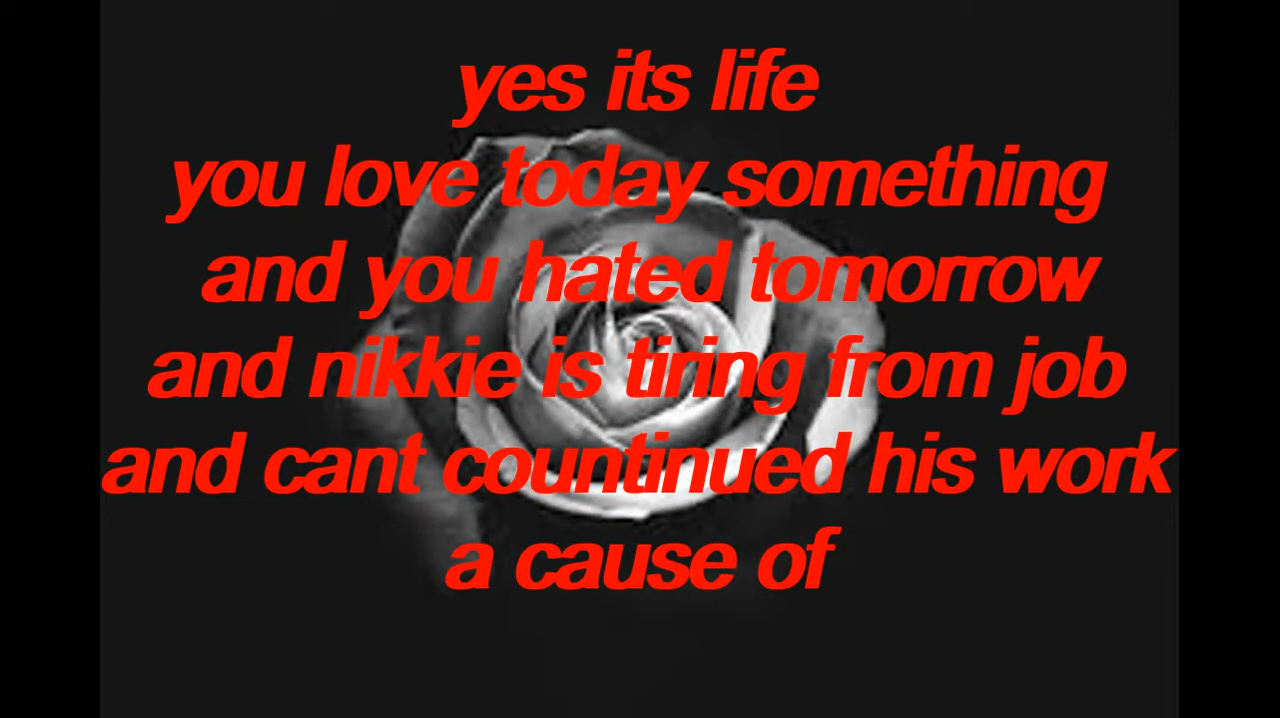 yes its life
you love today something
and you hated tomorrow
and nikkie is tiring from job
and cant countinued his work
a cause of